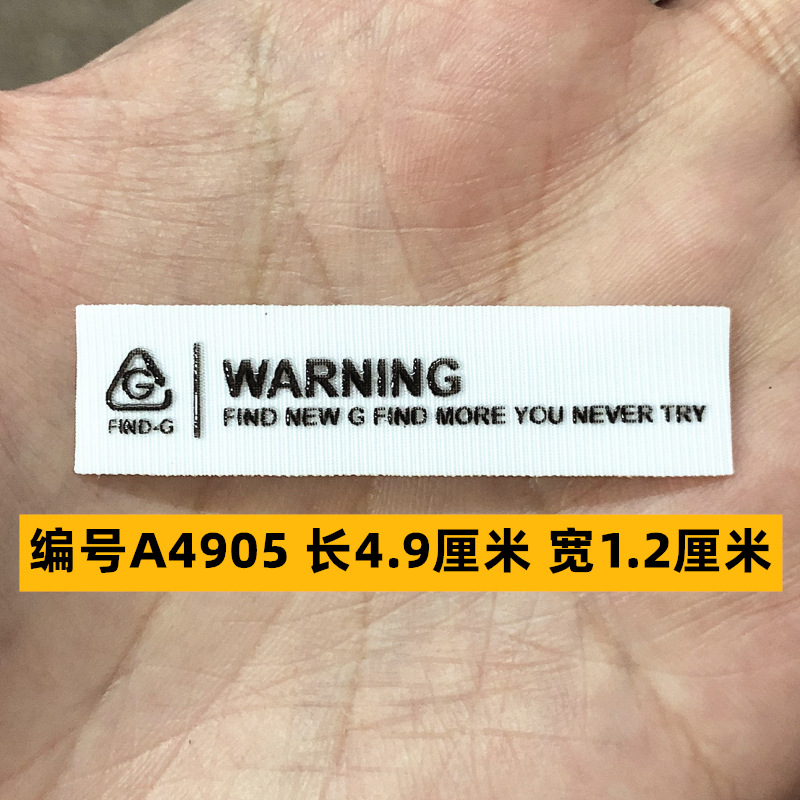 G
FIND-G
WARNING
FIND NEW G FIND MORE YOU NEVER TRY
编号A4905 长4.9厘米 宽1.2厘米